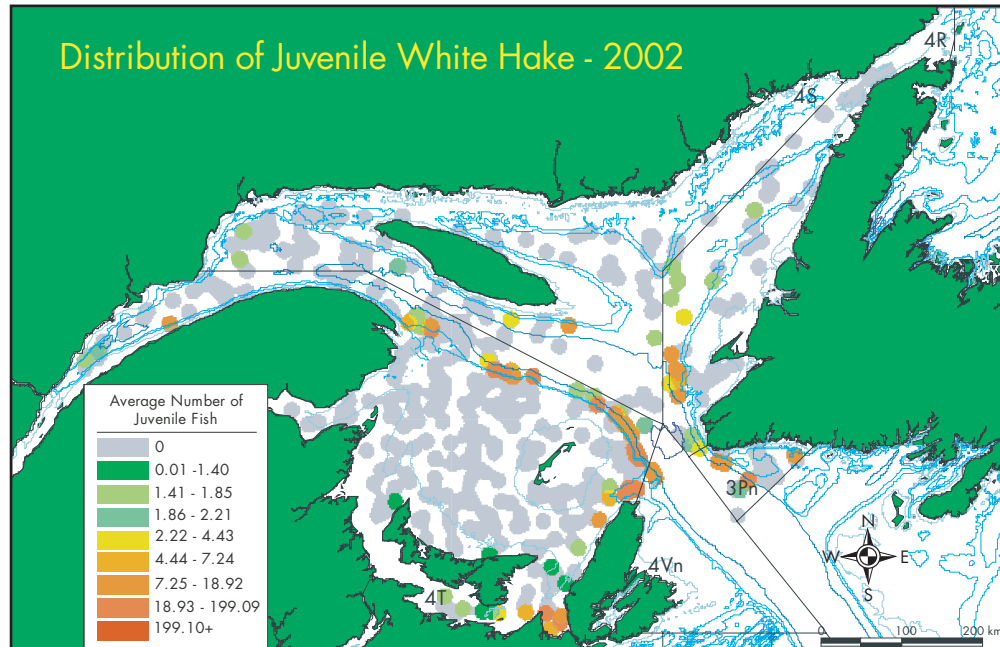 Distribution of Juvenile White Hake - 2002
4R
4S
Average Number of
Juvenile Fish
0
0.01 -1.40
1.41 - 1.85
1.86 - 2.21
2.22 - 4.43
4.44 - 7.24
7.25 - 18.92
18.93 - 199.09
199.10+
3Pn
4Vn
4T
N
W E
S
0 100 200 km